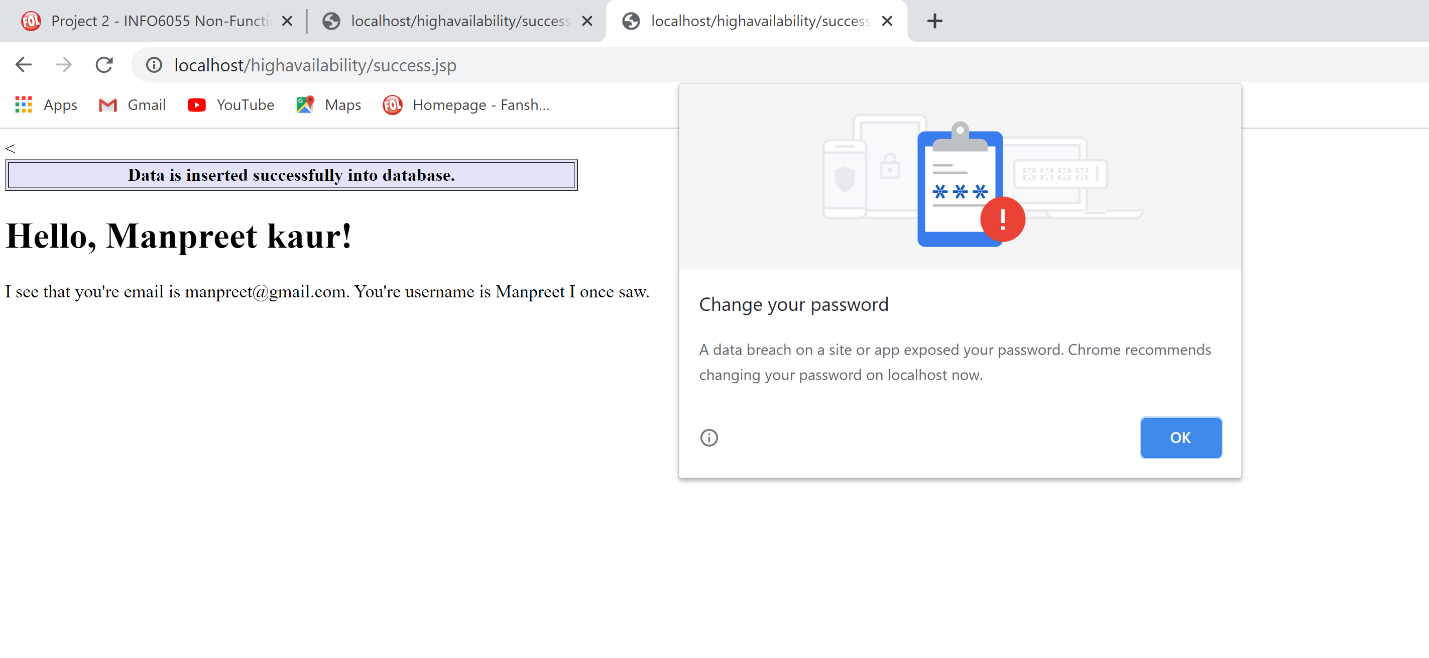 Project 2 - INFO6055 Non-Functi
localhost/highavailability/success
localhost/highavailability/success
localhost/highavailability/success.jsp
Apps Gmail YouTube Maps Homepage - Fansh...
<
Data is inserted successfully into database.
Hello, Manpreet kaur!
I see that you're email is manpreet@gmail.com. You're username is Manpreet I once saw.
Change your password
A data breach on a site or app exposed your password. Chrome recommends
changing your password on localhost now.
OK